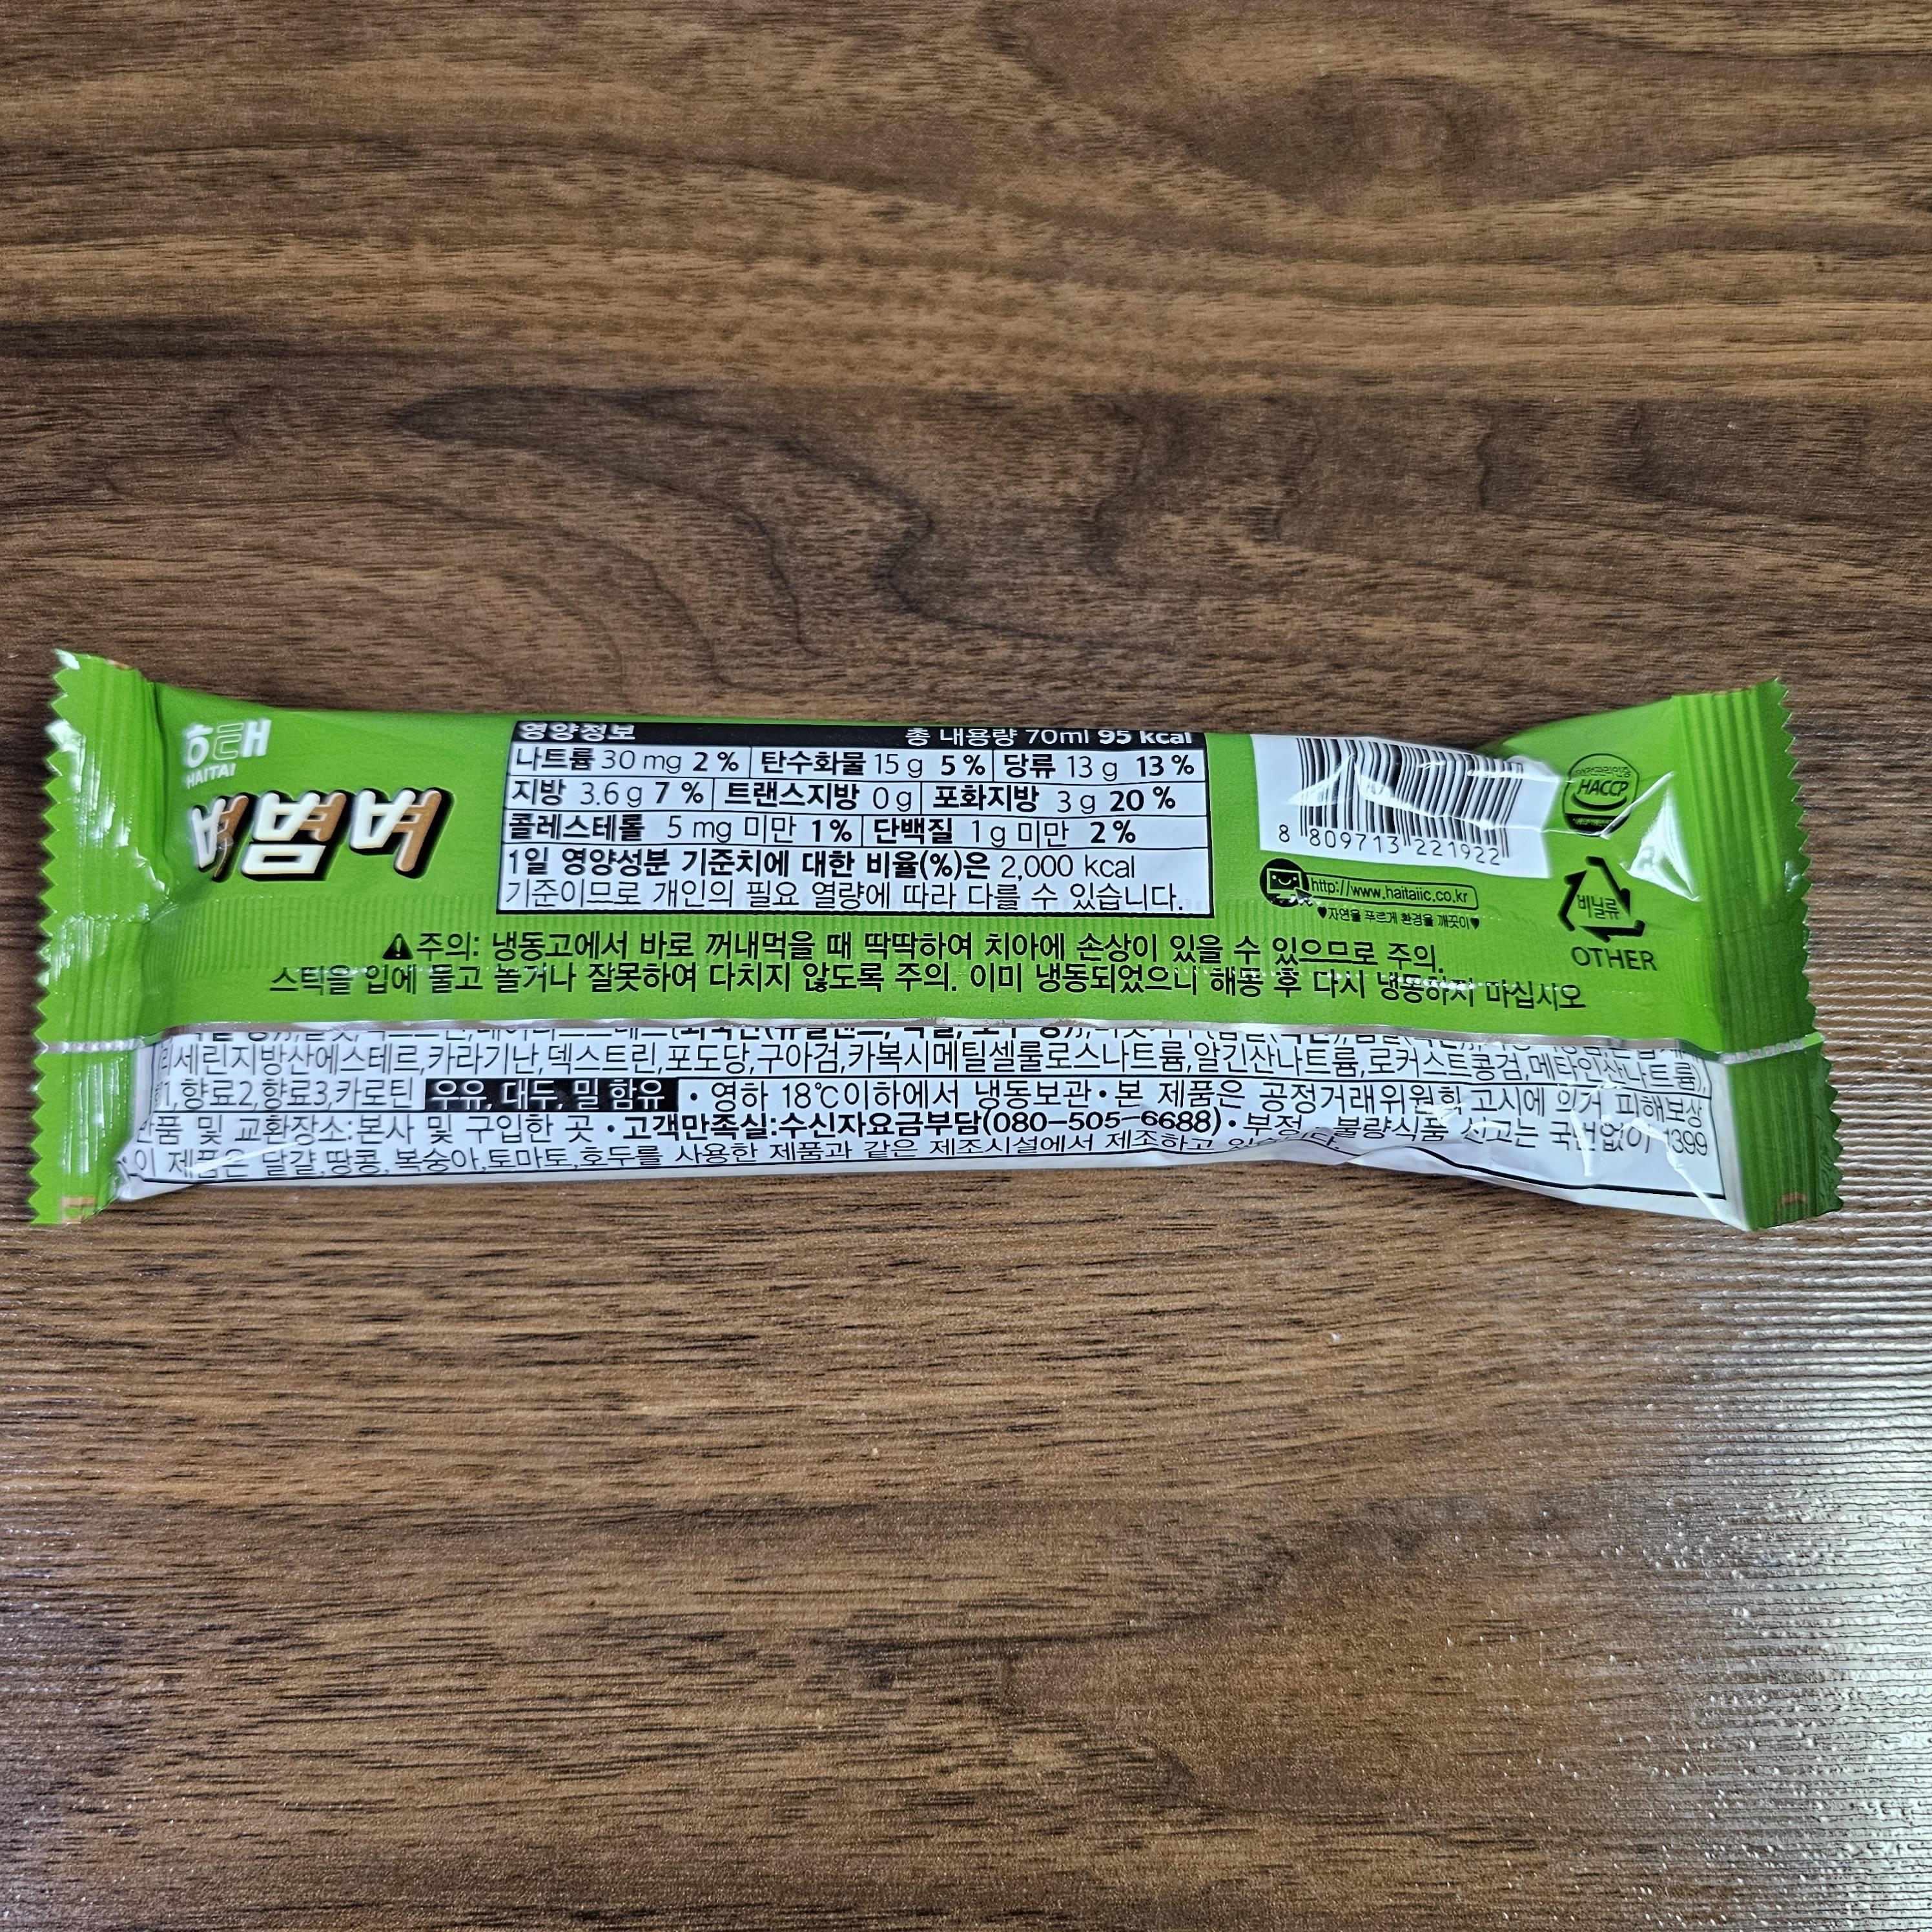 해태
HAITAI
벼볌벼
영양정보 총 내용량 70ml 95 kcal
나트륨 30 mg 2 % 탄수화물 15 g 5 % 당류 13 g 13 %
지방 3.6 g 7 % 트랜스지방 0 g 포화지방 3 g 20 %
콜레스테롤 5 mg 미만 1 % 단백질 1 g 미만 2 %
1일 영양성분 기준치에 대한 비율(%)은 2,000 kcal
기준이므로 개인의 필요 열량에 따라 다를 수 있습니다.
8 809713 221922
HACCP
http://www.haitaiic.co.kr
♥자연을 푸르게 환경을 깨끗이♥
비닐류
OTHER
⚠주의: 냉동고에서 바로 꺼내먹을 때 딱딱하여 치아에 손상이 있을 수 있으므로 주의.
스틱을 입에 물고 놀거나 잘못하여 다치지 않도록 주의. 이미 냉동되었으니 해동 후 다시 냉동하지 마십시오
리세린지방산에스테르,카라기난,덱스트린,포도당,구아검,카복시메틸셀룰로스나트륨,알긴산나트륨,로커스트콩검,메타인산나트륨),
1,향료2,향료3,카로틴 우유, 대두, 밀 함유 • 영하 18℃이하에서 냉동보관 • 본 제품은 공정거래위원회 고시에 의거 피해보상
반품 및 교환장소:본사 및 구입한 곳 • 고객만족실:수신자요금부담(080-505-6688) • 부정 • 불량식품 신고는 국번없이 1399
이 제품은 달걀,땅콩,복숭아,토마토,호두를 사용한 제품과 같은 제조시설에서 제조하고 있습니다.